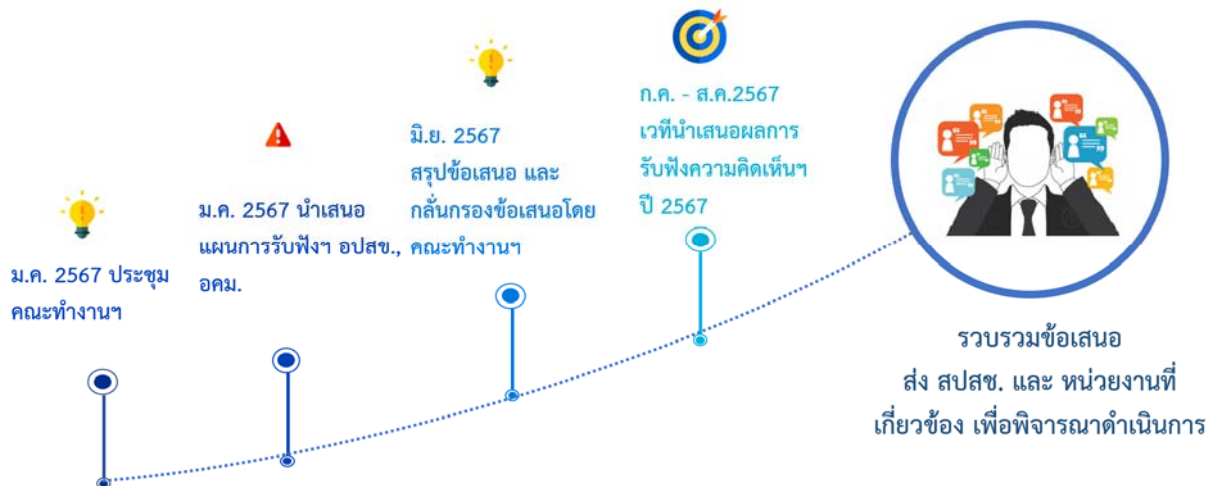 ม.ค. 2567 ประชุม
คณะทำงานฯ
ม.ค. 2567 นำเสนอ
แผนการรับฟังฯ อปสข.,
อคม.
มิ.ย. 2567
สรุปข้อเสนอ และ
กลั่นกรองข้อเสนอโดย
คณะทำงานฯ
ก.ค. - ส.ค.2567
เวทีนำเสนอผลการ
รับฟังความคิดเห็นฯ
ปี 2567
รวบรวมข้อเสนอ
ส่ง สปสช. และ หน่วยงานที่
เกี่ยวข้อง เพื่อพิจารณาดำเนินการ